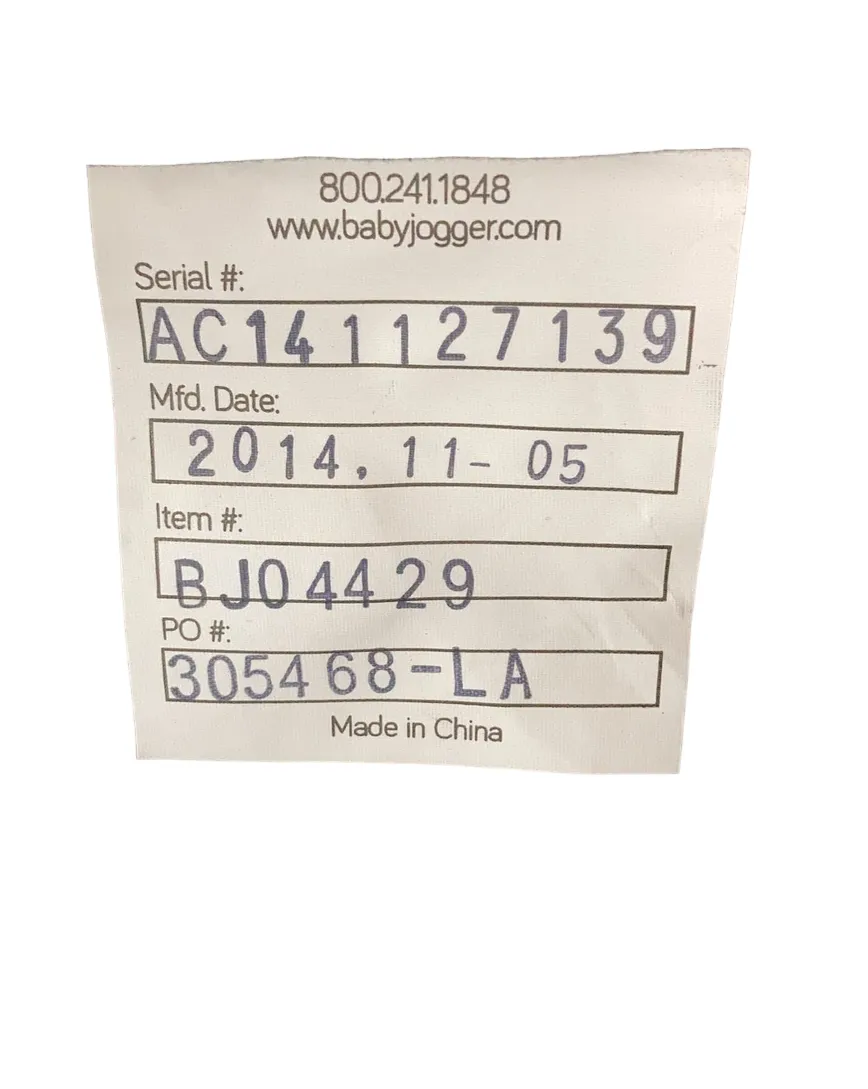 800.241.1848
www.babyjogger.com
Serial #:
AC141127139
Mfd. Date:
2014.11-05
Item #:
BJ04429
PO #:
305468-LA
Made in China